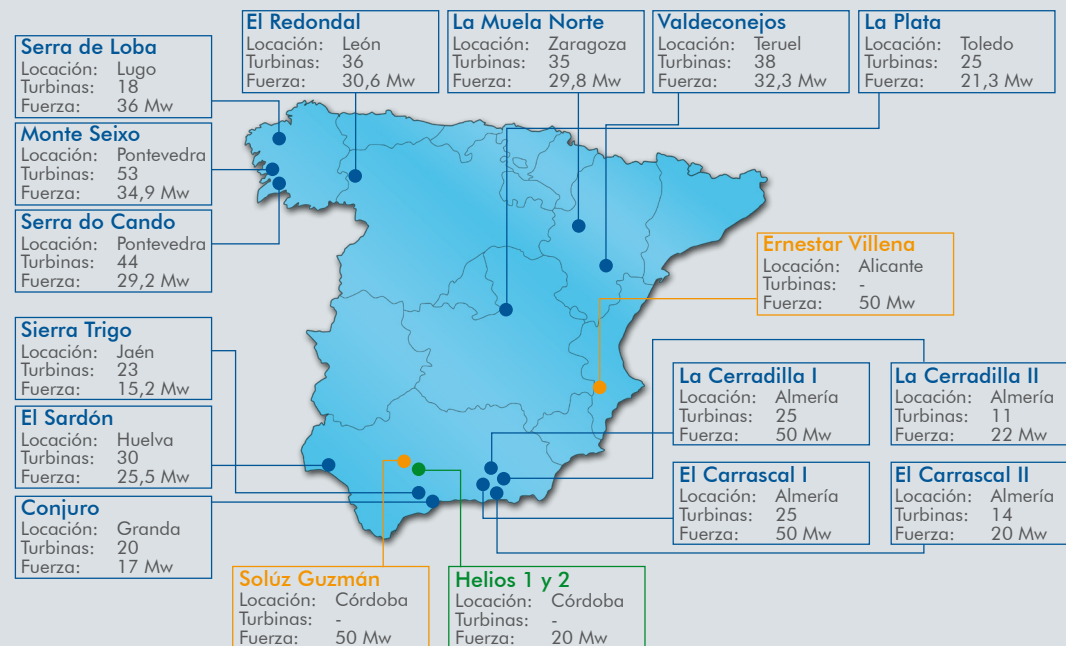 El Redondal
Locación: León
Turbinas: 36
Fuerza: 30,6 Mw
La Muela Norte
Locación: Zaragoza
Turbinas: 35
Fuerza: 29,8 Mw
Valdeconejos
Locación: Teruel
Turbinas: 38
Fuerza: 32,3 Mw
La Plata
Locación: Toledo
Turbinas: 25
Fuerza: 21,3 Mw
Serra de Loba
Locación: Lugo
Turbinas: 18
Fuerza: 36 Mw
Monte Seixo
Locación: Pontevedra
Turbinas: 53
Fuerza: 34,9 Mw
Serra do Cando
Locación: Pontevedra
Turbinas: 44
Fuerza: 29,2 Mw
Ernestar Villena
Locación: Alicante
Turbinas: -
Fuerza: 50 Mw
Sierra Trigo
Locación: Jaén
Turbinas: 23
Fuerza: 15,2 Mw
El Sardón
Locación: Huelva
Turbinas: 30
Fuerza: 25,5 Mw
Conjuro
Locación: Granda
Turbinas: 20
Fuerza: 17 Mw
La Cerradilla I
Locación: Almería
Turbinas: 25
Fuerza: 50 Mw
La Cerradilla II
Locación: Almería
Turbinas: 11
Fuerza: 22 Mw
El Carrascal I
Locación: Almería
Turbinas: 25
Fuerza: 50 Mw
El Carrascal II
Locación: Almería
Turbinas: 14
Fuerza: 20 Mw
Solúz Guzmán
Locación: Córdoba
Turbinas: -
Fuerza: 50 Mw
Helios 1 y 2
Locación: Córdoba
Turbinas: -
Fuerza: 20 Mw